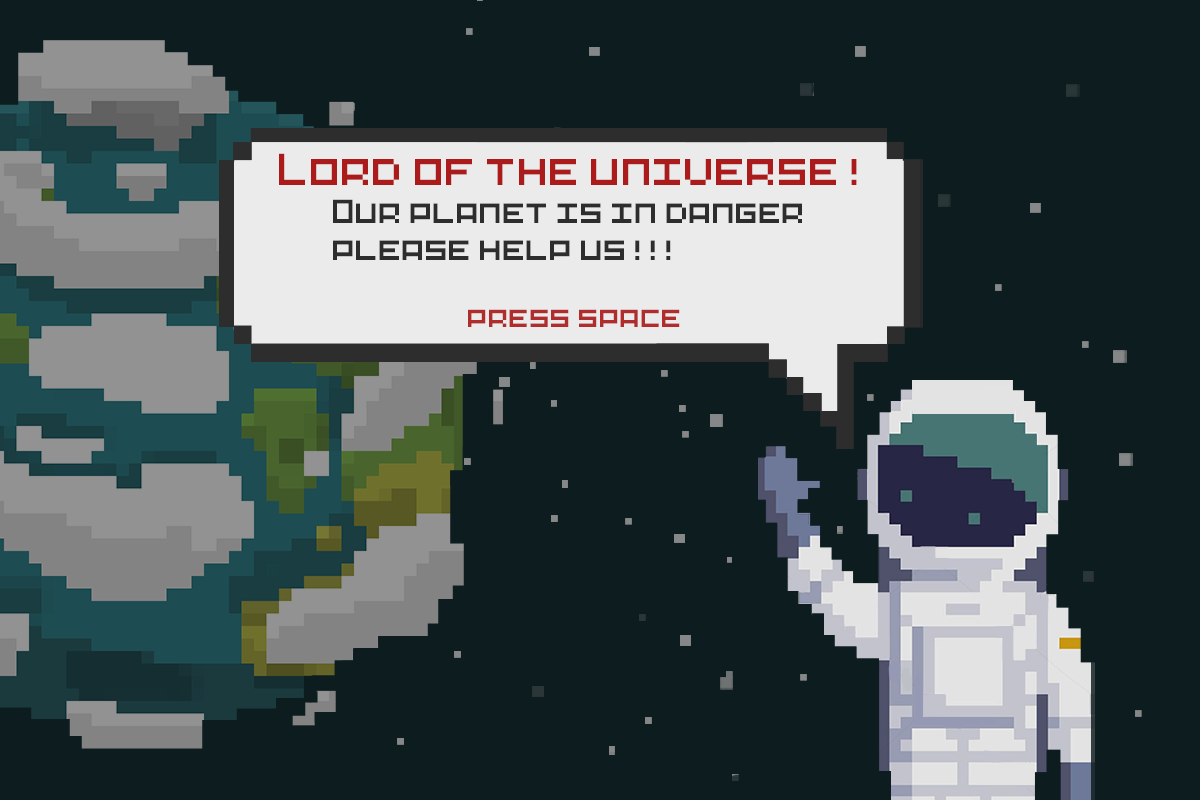 Lord of the universe!
Our planet is in danger
please help us!!!
press space